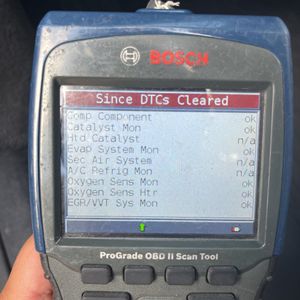 BOSCH
Since DTCs Cleared
Comp Component ok
Catalyst Mon ok
Htd Catalyst n/a
Evap System Mon ok
Sec Air System n/a
A/C Refrig Mon n/a
Oxygen Sens Mon ok
Oxygen Sens Htr ok
EGR/VVT Sys Mon ok
ProGrade OBD II Scan Tool